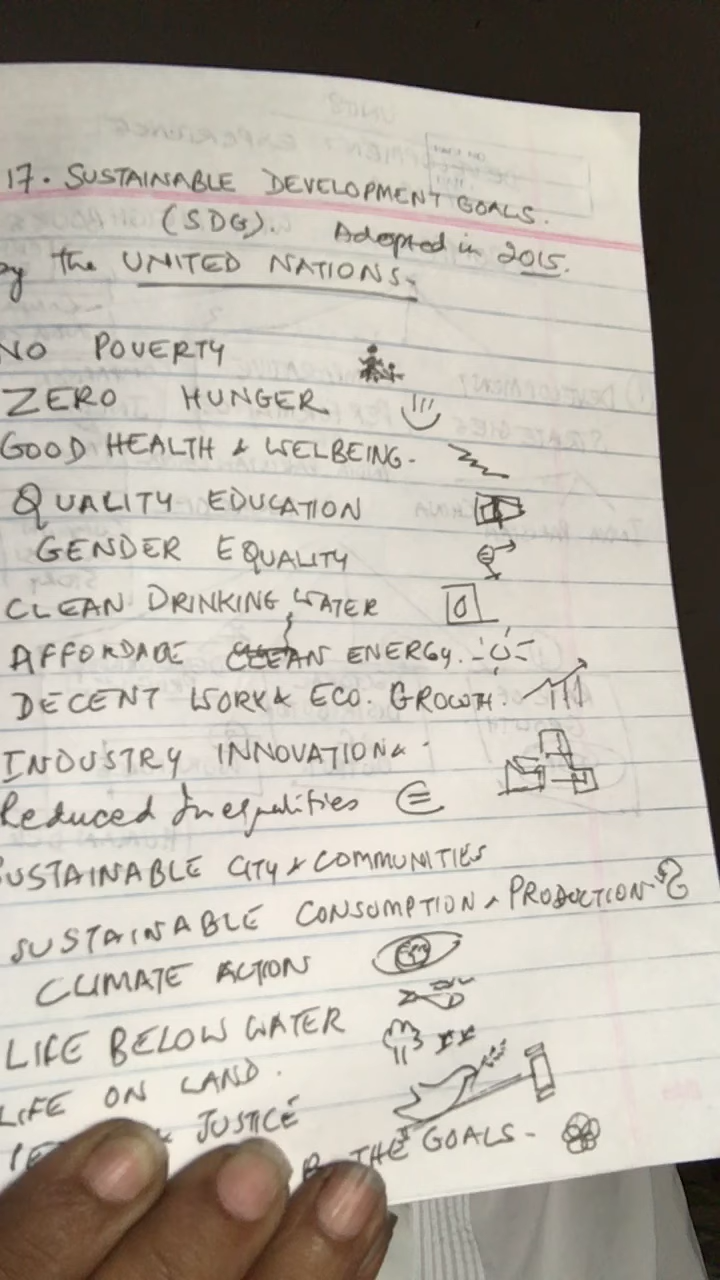 17. SUSTAINABLE DEVELOPMENT GOALS.
(SDG). Adopted in 2015.
by the UNITED NATIONS.
NO POVERTY
ZERO HUNGER
GOOD HEALTH & WELBEING.
QUALITY EDUCATION
GENDER EQUALITY
CLEAN DRINKING WATER
AFFORDABE CLEAN ENERGY.
DECENT WORK & ECO. GROWTH.
INDUSTRY INNOVATION &
Reduced Inequalities
SUSTAINABLE CITY & COMMUNITIES
SUSTAINABLE CONSUMPTION & PRODUCTION
CLIMATE ACTION
LIFE BELOW WATER
LIFE ON LAND.
& JUSTICE
THE GOALS.